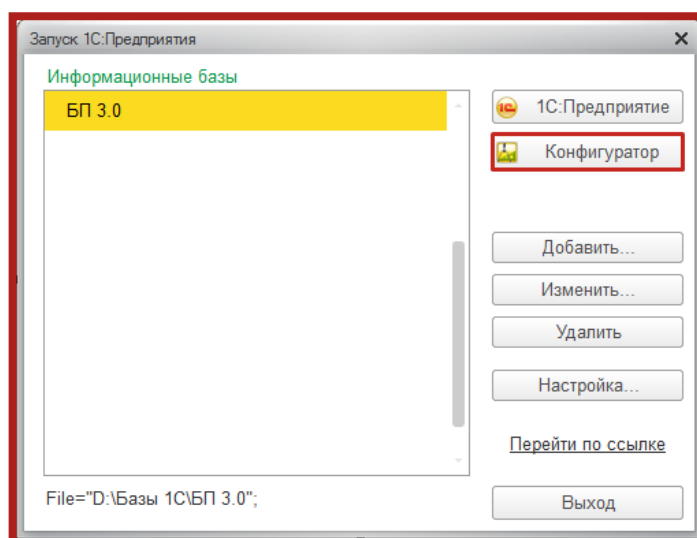 Запуск 1С:Предприятия
Информационные базы
БП 3.0
1С:Предприятие
Конфигуратор
Добавить...
Изменить...
Удалить
Настройка...
Перейти по ссылке
File="D:\Базы 1С\БП 3.0";
Выход